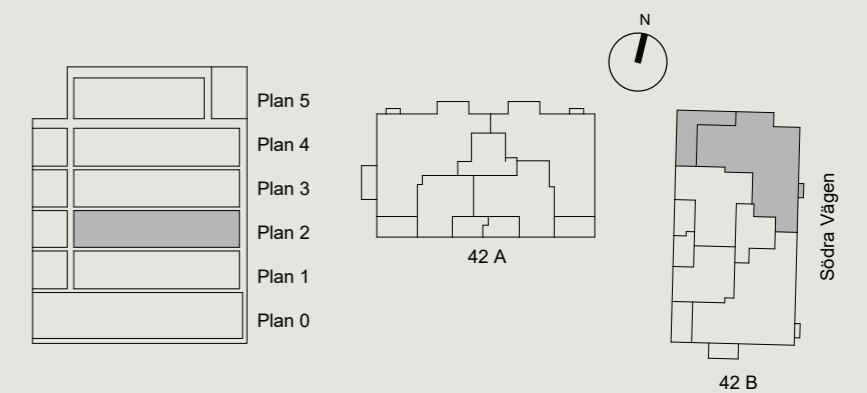 N
Plan 5
Plan 4
Plan 3
Plan 2
Plan 1
Plan 0
42 A
Södra Vägen
42 B